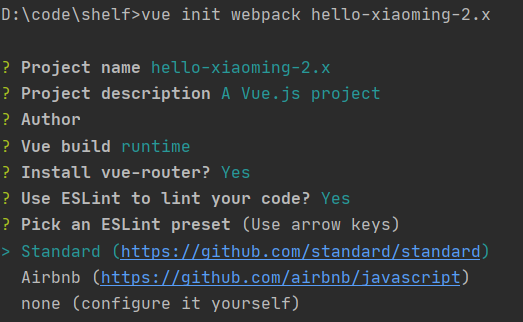 D:\code\shelf>vue init webpack hello-xiaoming-2.x
? Project name hello-xiaoming-2.x
? Project description A Vue.js project
? Author
? Vue build runtime
? Install vue-router? Yes
? Use ESLint to lint your code? Yes
? Pick an ESLint preset (Use arrow keys)
> Standard (https://github.com/standard/standard)
Airbnb (https://github.com/airbnb/javascript)
none (configure it yourself)